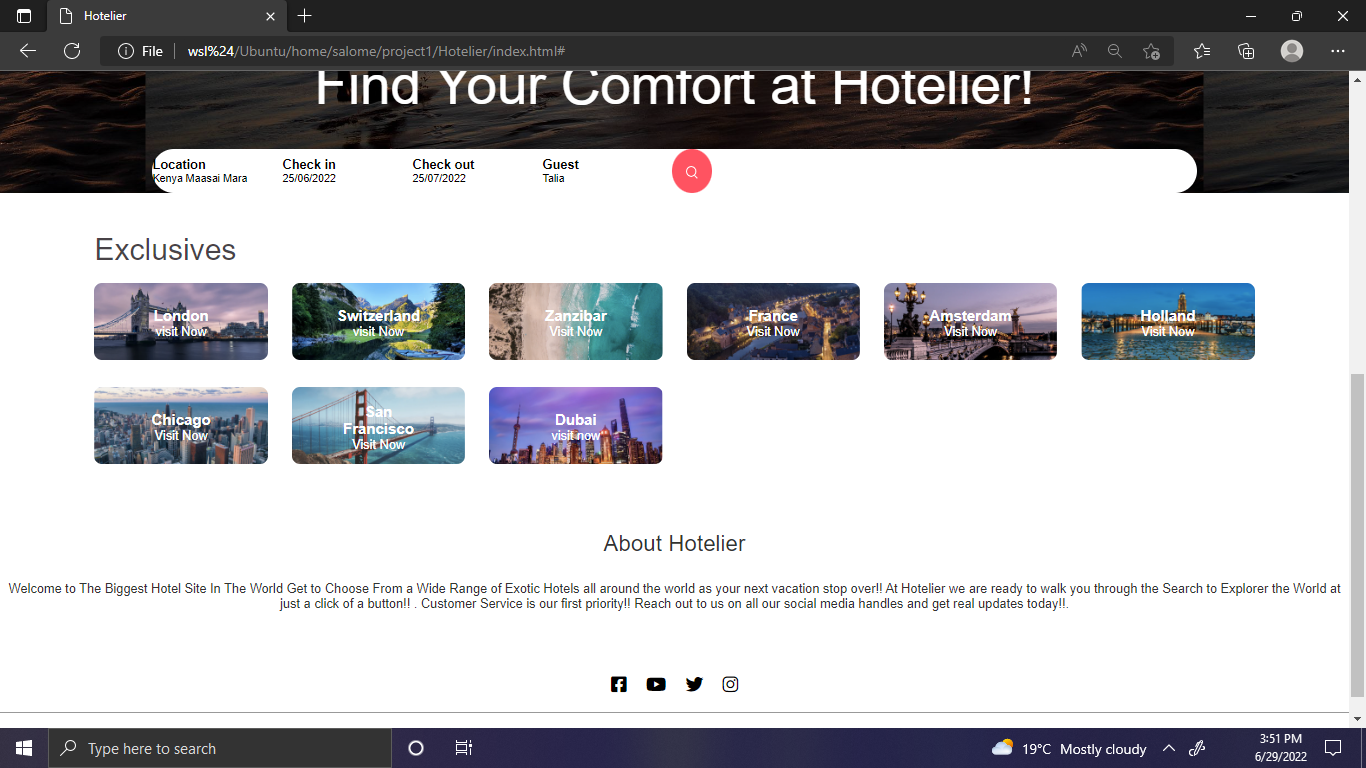 Hotelier
File
wsl%24/Ubuntu/home/salome/project1/Hotelier/index.html#
Find Your Comfort at Hotelier!
Location Check in Check out Guest
Kenya Maasai Mara 25/06/2022 25/07/2022 Talia
Exclusives
London Switzerland Zanzibar France Amsterdam Holland
visit Now visit Now Visit Now Visit Now Visit Now Visit Now
Chicago
Visit Now
San
Francisco
Visit Now
Dubai
visit now
About Hotelier
Welcome to The Biggest Hotel Site In The World Get to Choose From a Wide Range of Exotic Hotels all around the world as your next vacation stop over!! At Hotelier we are ready to walk you through the Search to Explorer the World at
just a click of a button!! . Customer Service is our first priority!! Reach out to us on all our social media handles and get real updates today!!.
Type here to search
19°C Mostly cloudy
3:51 PM
6/29/2022